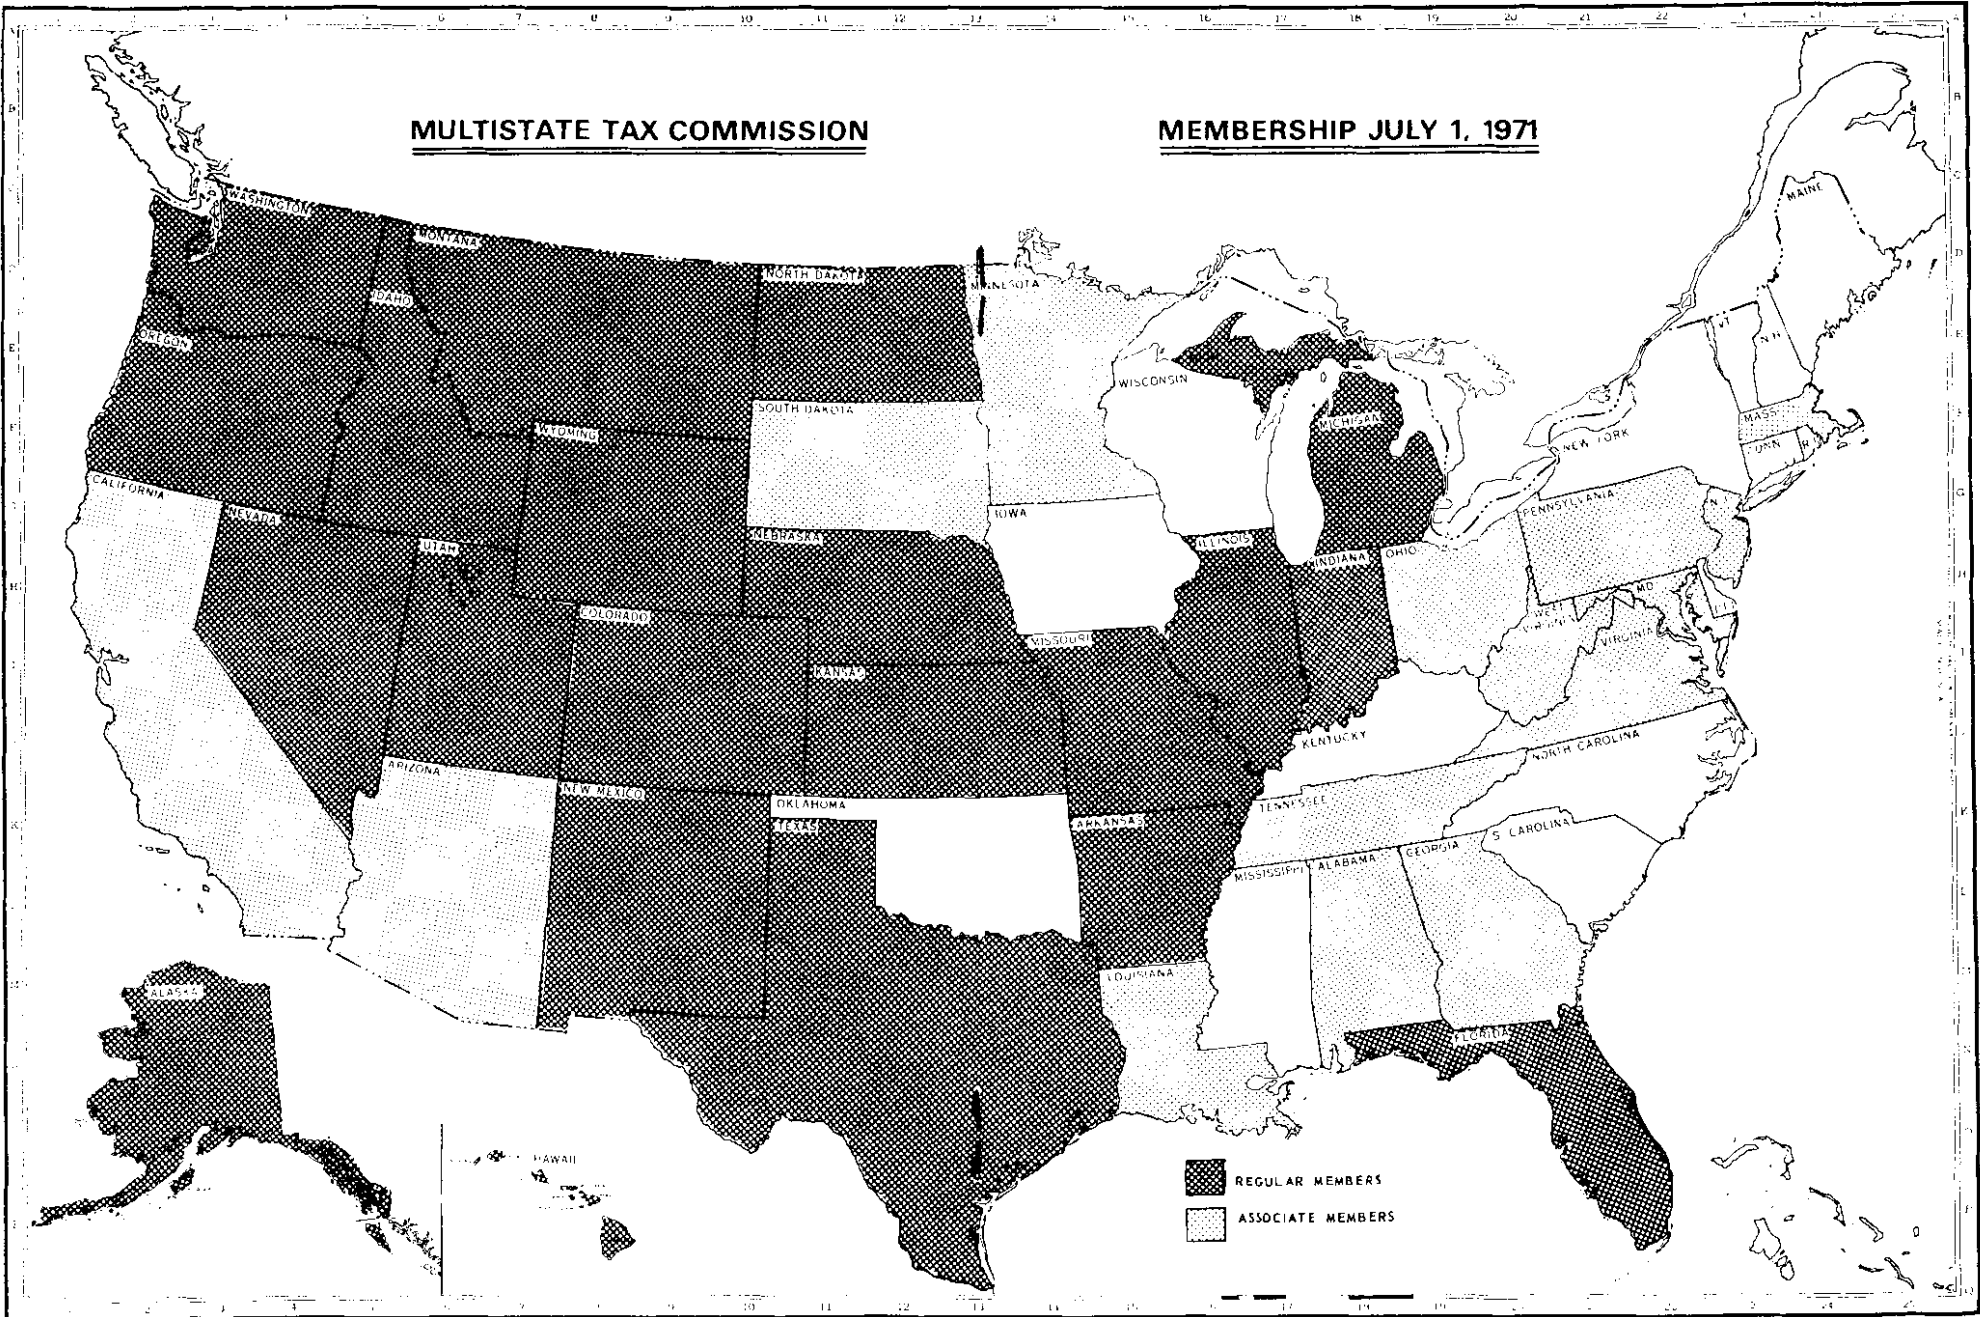 MULTISTATE TAX COMMISSION
MEMBERSHIP JULY 1, 1971
WASHINGTON
MONTANA
NORTH DAKOTA
MINNESOTA
MAINE
IDAHO
OREGON
VT
N H
WISCONSIN
SOUTH DAKOTA
MICHIGAN
MASS
WYOMING
NEW YORK
CONN
R I
CALIFORNIA
PENNSYLVANIA
NEVADA
IOWA
N J
UTAH
NEBRASKA
ILLINOIS
INDIANA
OHIO
MD
COLORADO
WEST
VIRGINIA
VIRGINIA
MISSOURI
KANSAS
KENTUCKY
NORTH CAROLINA
ARIZONA
NEW MEXICO
OKLAHOMA
TENNESSEE
TEXAS
ARKANSAS
S CAROLINA
MISSISSIPPI
ALABAMA
GEORGIA
LOUISIANA
ALASKA
FLORIDA
HAWAII
REGULAR MEMBERS
ASSOCIATE MEMBERS